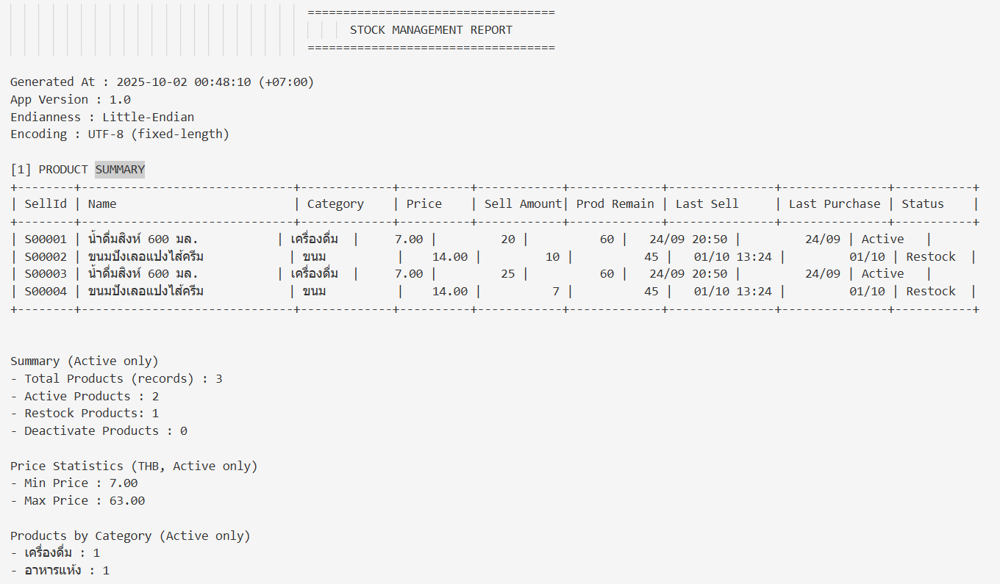 ===================================
STOCK MANAGEMENT REPORT
===================================
Generated At : 2025-10-02 00:48:10 (+07:00)
App Version : 1.0
Endianness : Little-Endian
Encoding : UTF-8 (fixed-length)
[1] PRODUCT SUMMARY
+--------+------------------------------+-------------+----------+------------+-------------+---------------+---------------+-----------+
| SellId | Name                         | Category    | Price    | Sell Amount| Prod Remain | Last Sell     | Last Purchase | Status    |
+--------+------------------------------+-------------+----------+------------+-------------+---------------+---------------+-----------+
| S00001 | น้ำดื่มสิงห์ 600 มล.           | เครื่องดื่ม  |     7.00 |         20 |          60 |   24/09 20:50 |         24/09 | Active   |
| S00002 | ขนมปังเลอแปงไส้ครีม            | ขนม          |    14.00 |         10 |          45 |   01/10 13:24 |         01/10 | Restock  |
| S00003 | น้ำดื่มสิงห์ 600 มล.           | เครื่องดื่ม  |     7.00 |         25 |          60 |   24/09 20:50 |         24/09 | Active   |
| S00004 | ขนมปังเลอแปงไส้ครีม            | ขนม          |    14.00 |          7 |          45 |   01/10 13:24 |         01/10 | Restock  |
+--------+------------------------------+-------------+----------+------------+-------------+---------------+---------------+-----------+
Summary (Active only)
- Total Products (records) : 3
- Active Products : 2
- Restock Products: 1
- Deactivate Products : 0
Price Statistics (THB, Active only)
- Min Price : 7.00
- Max Price : 63.00
Products by Category (Active only)
- เครื่องดื่ม : 1
- อาหารแห้ง : 1